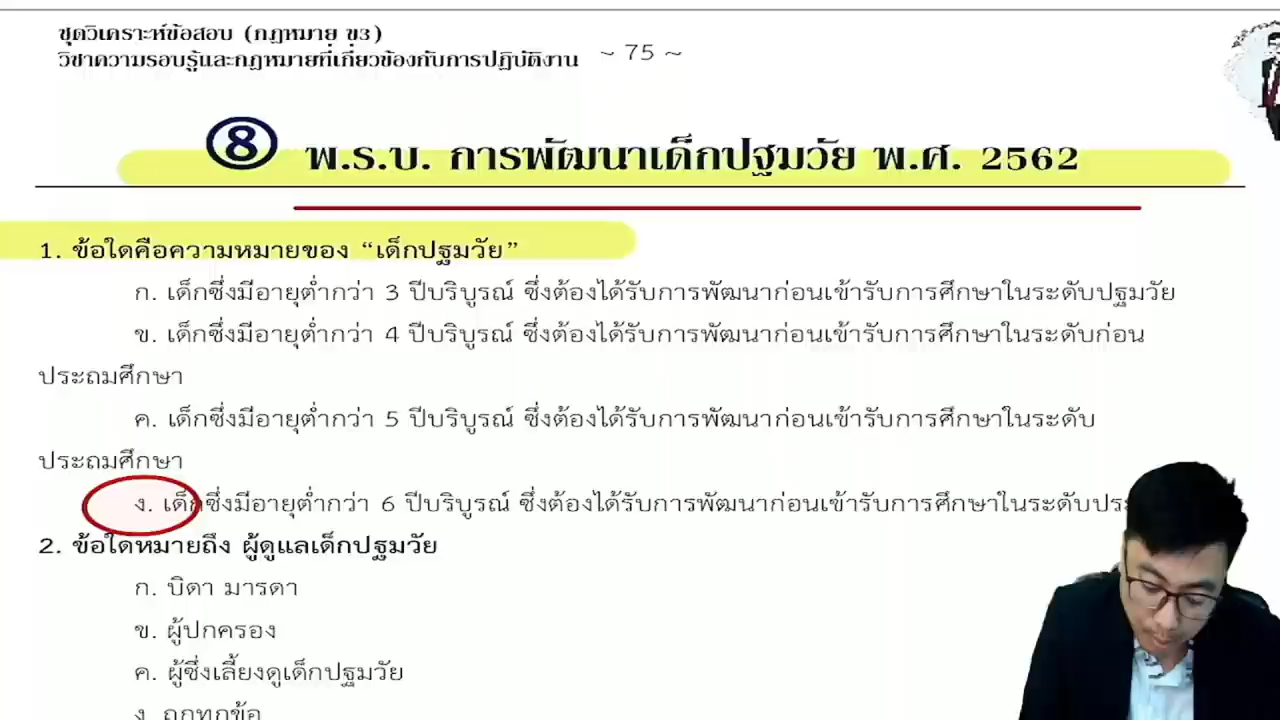 ชุดวิเคราะห์ข้อสอบ (กฎหมาย ข3)
วิชาความรอบรู้และกฎหมายที่เกี่ยวข้องกับการปฏิบัติงาน
~ 75 ~
8 พ.ร.บ. การพัฒนาเด็กปฐมวัย พ.ศ. 2562
1. ข้อใดคือความหมายของ “เด็กปฐมวัย”
ก. เด็กซึ่งมีอายุต่ำกว่า 3 ปีบริบูรณ์ ซึ่งต้องได้รับการพัฒนาก่อนเข้ารับการศึกษาในระดับปฐมวัย
ข. เด็กซึ่งมีอายุต่ำกว่า 4 ปีบริบูรณ์ ซึ่งต้องได้รับการพัฒนาก่อนเข้ารับการศึกษาในระดับก่อน
ประถมศึกษา
ค. เด็กซึ่งมีอายุต่ำกว่า 5 ปีบริบูรณ์ ซึ่งต้องได้รับการพัฒนาก่อนเข้ารับการศึกษาในระดับ
ประถมศึกษา
ง. เด็กซึ่งมีอายุต่ำกว่า 6 ปีบริบูรณ์ ซึ่งต้องได้รับการพัฒนาก่อนเข้ารับการศึกษาในระดับ
2. ข้อใดหมายถึง ผู้ดูแลเด็กปฐมวัย
ก. บิดา มารดา
ข. ผู้ปกครอง
ค. ผู้ซึ่งเลี้ยงดูเด็กปฐมวัย
ง. ถูกทุกข้อ